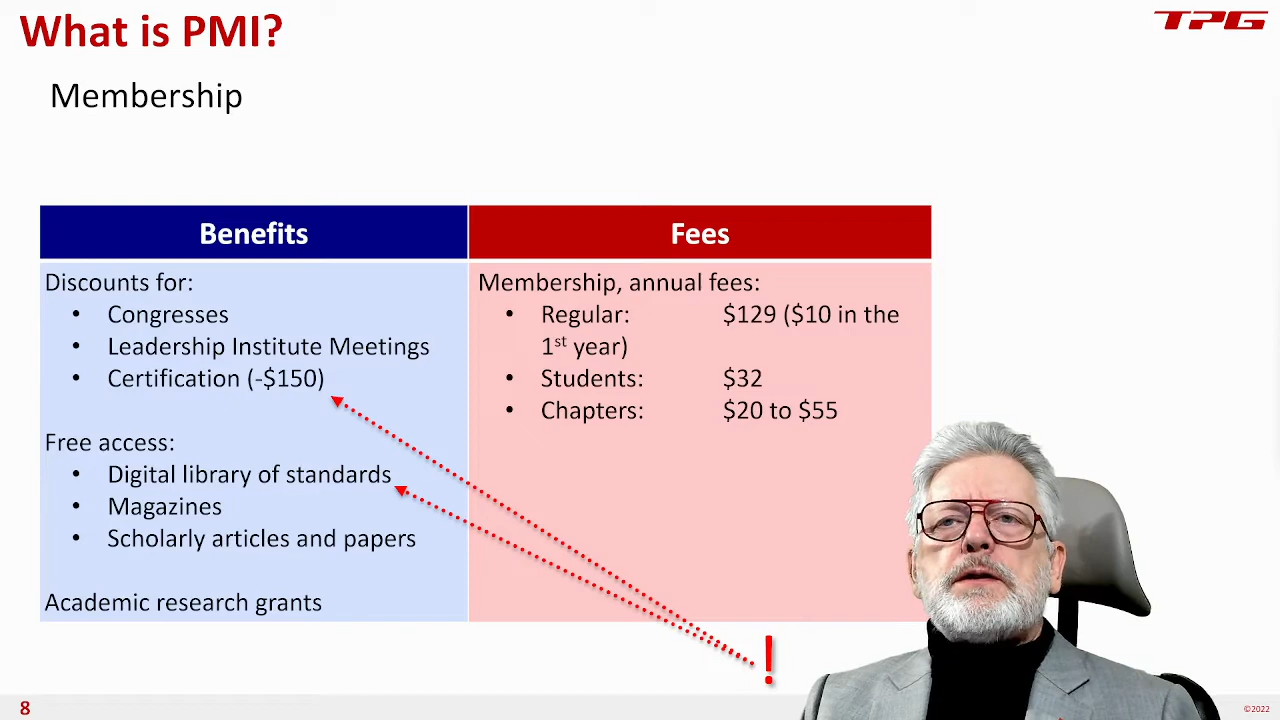 What is PMI?
TPG
Membership
Benefits
Fees
Discounts for:
• Congresses
• Leadership Institute Meetings
• Certification (-$150)
Free access:
• Digital library of standards
• Magazines
• Scholarly articles and papers
Academic research grants
Membership, annual fees:
• Regular: $129 ($10 in the
1st year)
• Students: $32
• Chapters: $20 to $55
!
8
©2022